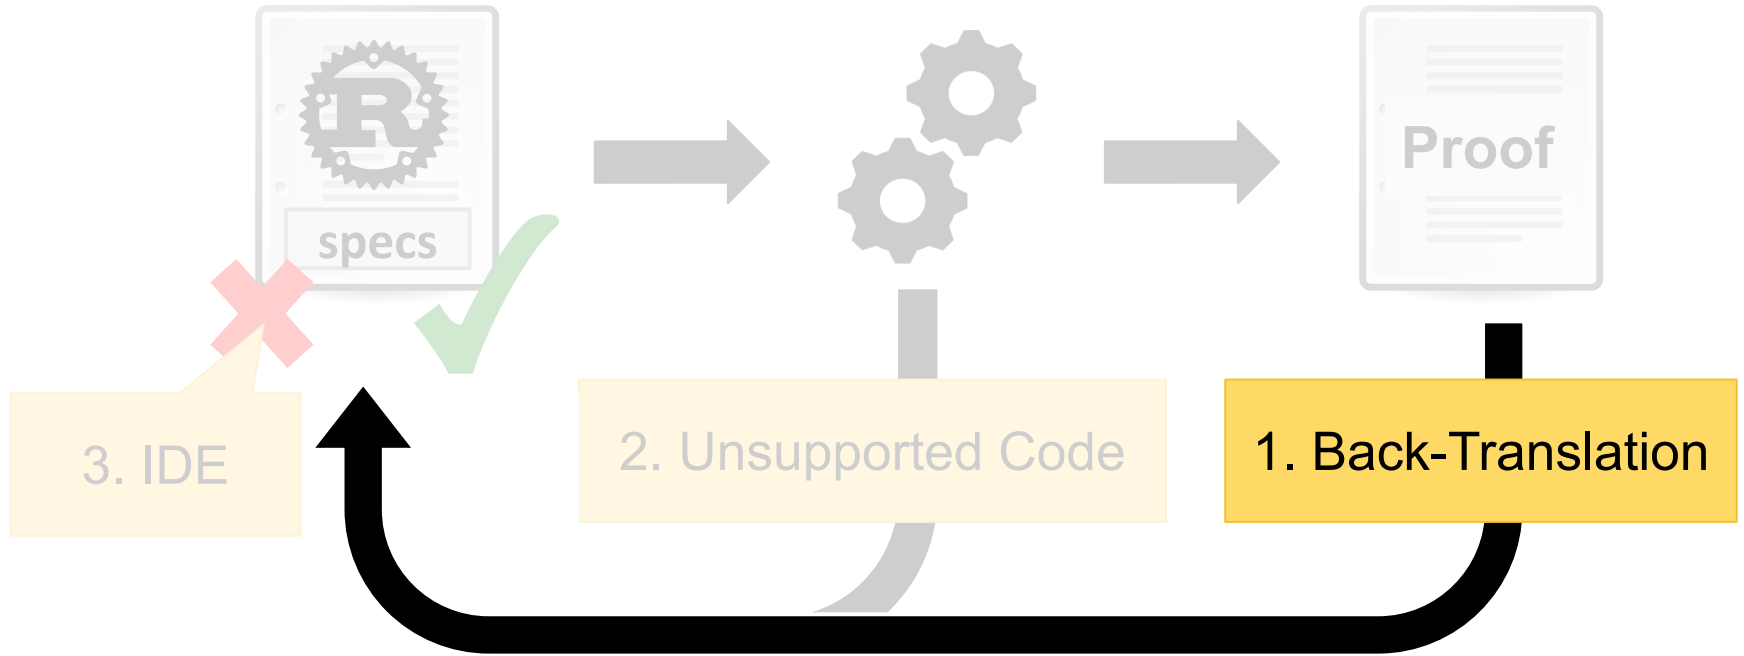 R
specs
Proof
3. IDE
2. Unsupported Code
1. Back-Translation